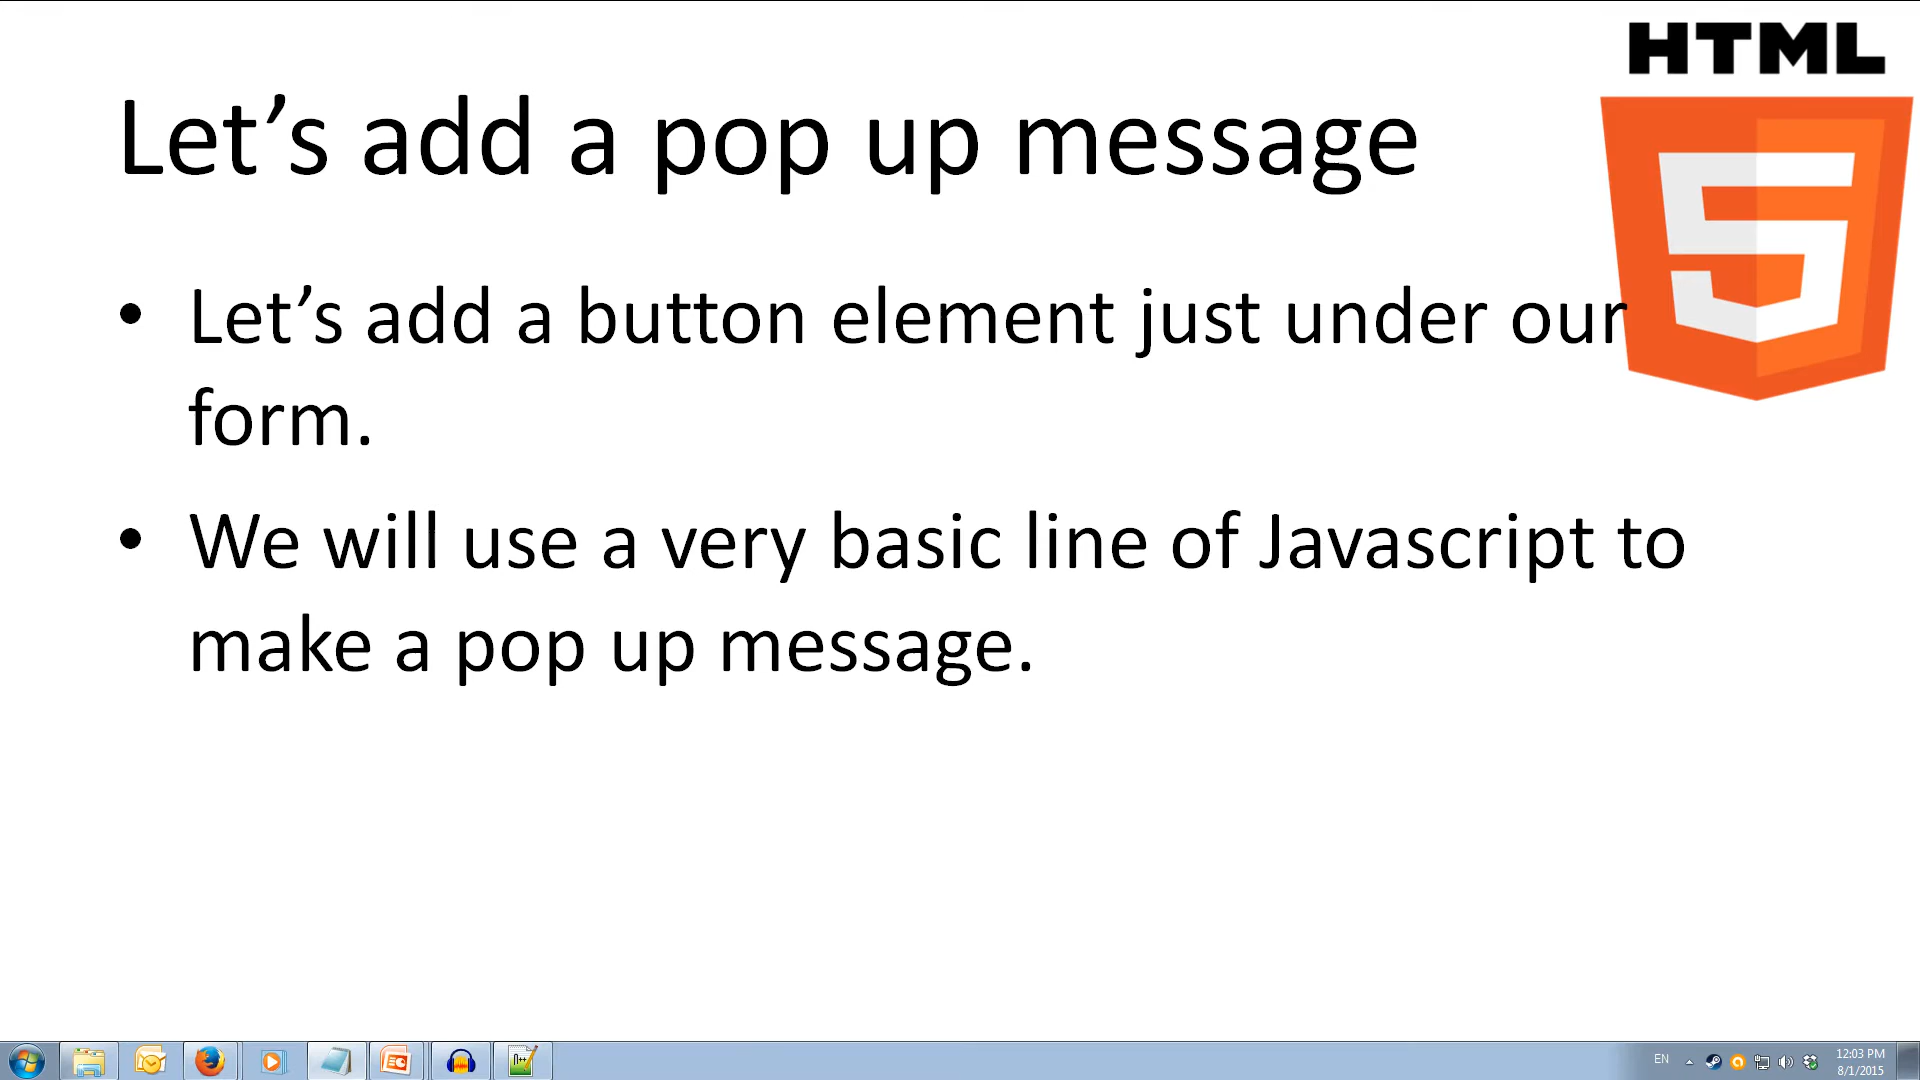 HTML
Let’s add a pop up message
• Let’s add a button element just under our
form.
• We will use a very basic line of Javascript to
make a pop up message.
EN
12:03 PM
8/1/2015